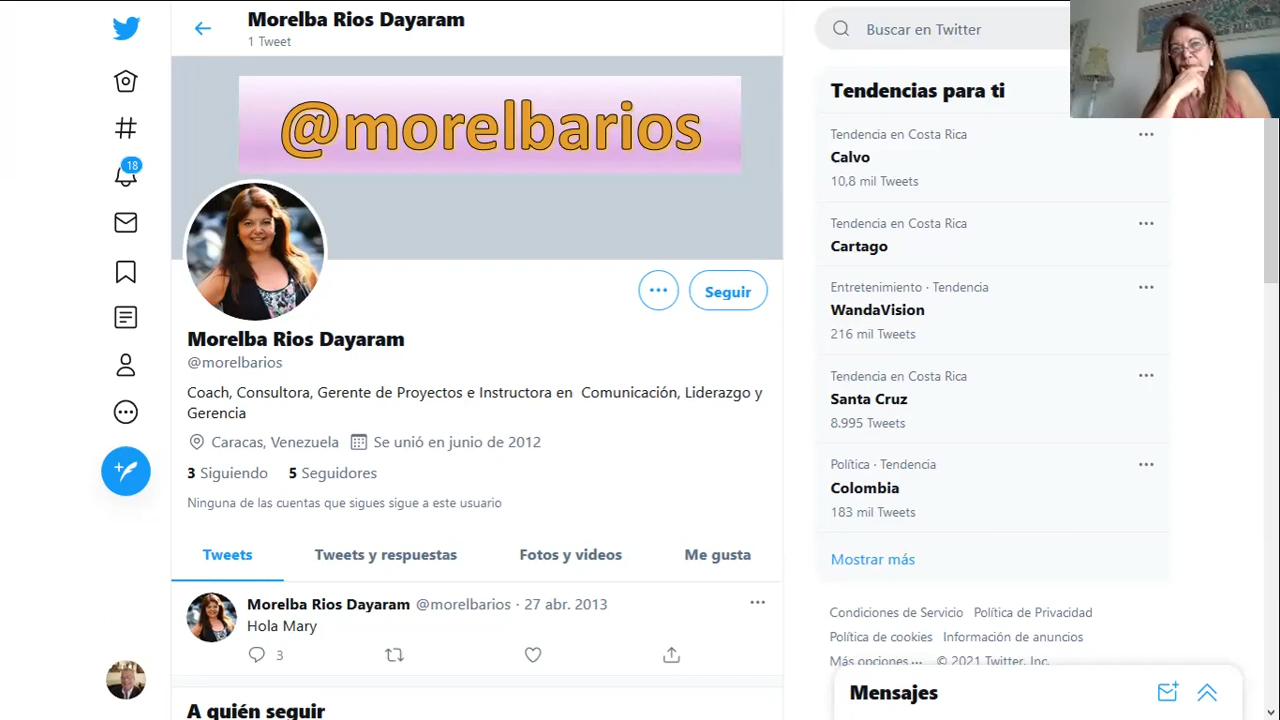 Morelba Rios Dayaram
1 Tweet
@morelbarios
18
Seguir
Morelba Rios Dayaram
@morelbarios
Coach, Consultora, Gerente de Proyectos e Instructora en Comunicación, Liderazgo y
Gerencia
Caracas, Venezuela Se unió en junio de 2012
3 Siguiendo 5 Seguidores
Ninguna de las cuentas que sigues sigue a este usuario
Tweets Tweets y respuestas Fotos y videos Me gusta
Morelba Rios Dayaram @morelbarios · 27 abr. 2013
Hola Mary
3
A quién seguir
Buscar en Twitter
Tendencias para ti
Tendencia en Costa Rica
Calvo
10,8 mil Tweets
Tendencia en Costa Rica
Cartago
Entretenimiento · Tendencia
WandaVision
216 mil Tweets
Tendencia en Costa Rica
Santa Cruz
8.995 Tweets
Política · Tendencia
Colombia
183 mil Tweets
Mostrar más
Condiciones de Servicio Política de Privacidad
Política de cookies Información de anuncios
Más opciones ··· © 2021 Twitter, Inc.
Mensajes